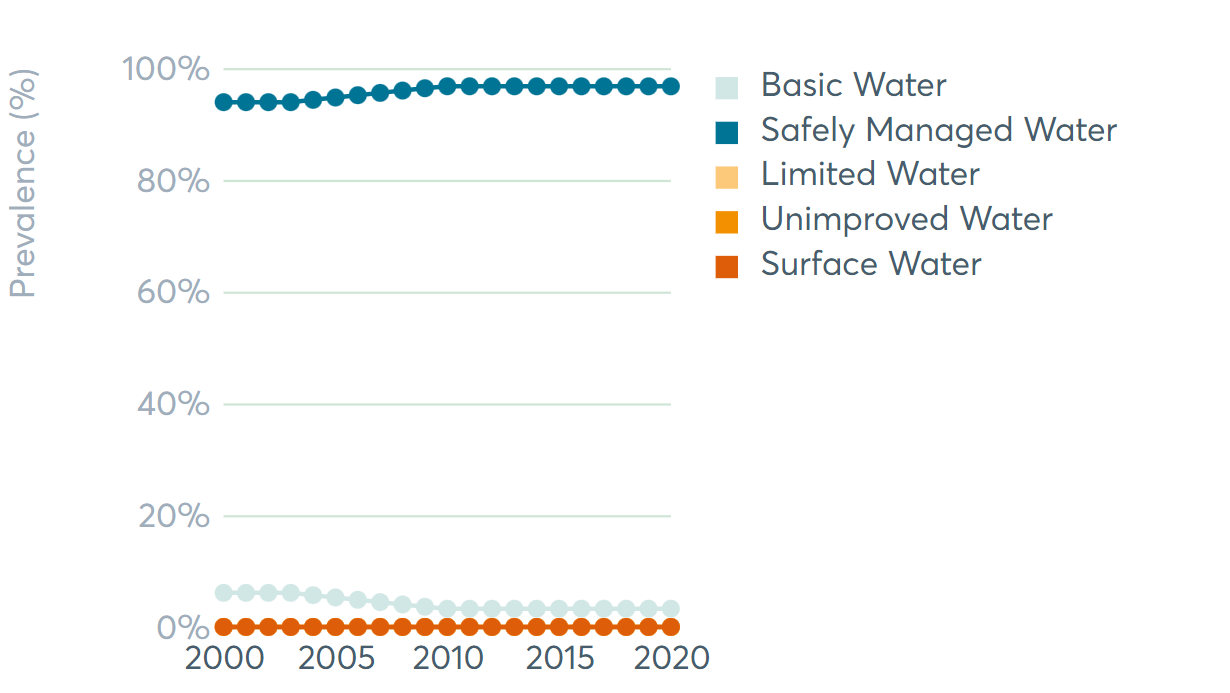 Prevalence (%)
100%
80%
60%
40%
20%
0%
2000 2005 2010 2015 2020
Basic Water
Safely Managed Water
Limited Water
Unimproved Water
Surface Water